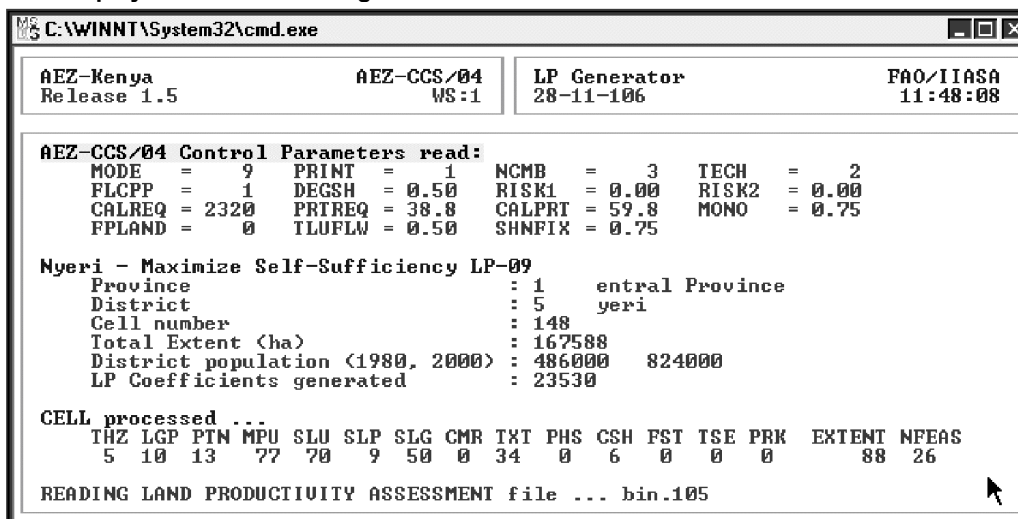 C:\WINNT\System32\cmd.exe
AEZ-Kenya AEZ-CCS/04 LP Generator FAO/IIASA
Release 1.5 WS:1 28-11-106 11:48:08
AEZ-CCS/04 Control Parameters read:
MODE = 9 PRINT = 1 NCMB = 3 TECH = 2
FLCPP = 1 DEGSH = 0.50 RISK1 = 0.00 RISK2 = 0.00
CALREQ = 2320 PRTREQ = 38.8 CALPRT = 59.8 MONO = 0.75
FPLAND = 0 TLUFLW = 0.50 SHNFIX = 0.75
Nyeri - Maximize Self-Sufficiency LP-09
Province : 1 entral Province
District : 5 yeri
Cell number : 148
Total Extent (ha) : 167588
District population (1980, 2000) : 486000 824000
LP Coefficients generated : 23530
CELL processed ...
THZ LGP PTN MPU SLU SLP SLG CMR TXT PHS CSH FST TSE PRK EXTENT NFEAS
5 10 13 77 70 9 50 0 34 0 6 0 0 0 88 26
READING LAND PRODUCTIVITY ASSESSMENT file ... bin.105